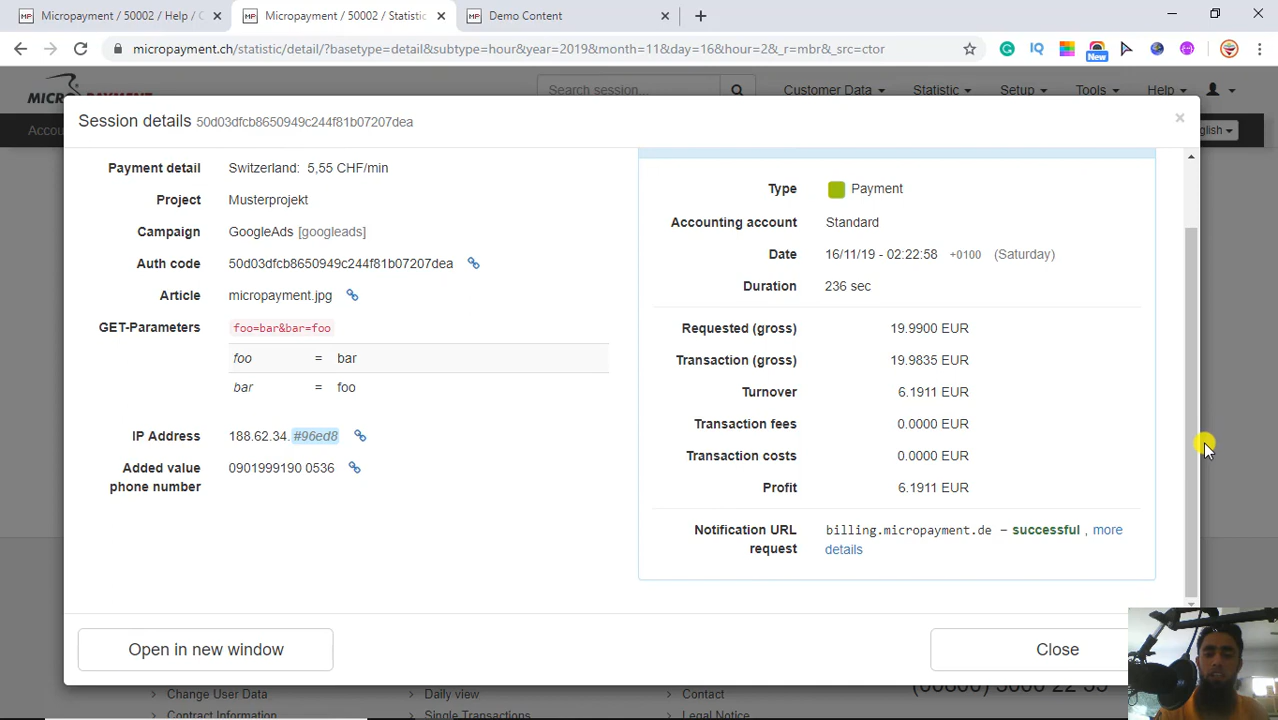 Micropayment / 50002 / Help / C
Micropayment / 50002 / Statistic
Demo Content
micropayment.ch/statistic/detail/?basetype=detail&subtype=hour&year=2019&month=11&day=16&hour=2&_r=mbr&_src=ctor
New
MICR
Search session...
Customer Data
Statistic
Setup
Tools
Help
Accou
glish
Session details 50d03dfcb8650949c244f81b07207dea
×
Payment detail Switzerland: 5,55 CHF/min
Project Musterprojekt
Campaign GoogleAds [googleads]
Auth code 50d03dfcb8650949c244f81b07207dea
Article micropayment.jpg
GET-Parameters foo=bar&bar=foo
foo = bar
bar = foo
IP Address 188.62.34.#96ed8
Added value phone number 0901999190 0536
Type Payment
Accounting account Standard
Date 16/11/19 - 02:22:58 +0100 (Saturday)
Duration 236 sec
Requested (gross) 19.9900 EUR
Transaction (gross) 19.9835 EUR
Turnover 6.1911 EUR
Transaction fees 0.0000 EUR
Transaction costs 0.0000 EUR
Profit 6.1911 EUR
Notification URL request billing.micropayment.de – successful , more details
Open in new window
Close
Change User Data
Daily view
Contact
Contract Information
Single Transactions
Legal Notice